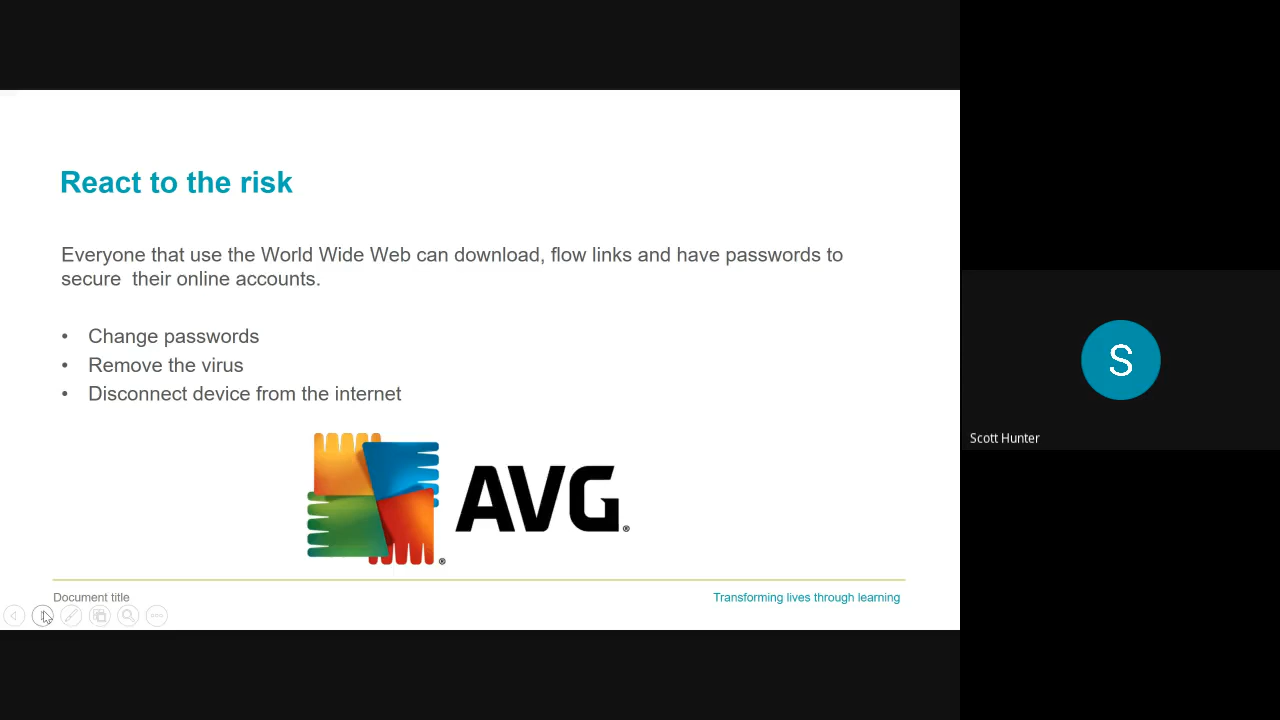 React to the risk
Everyone that use the World Wide Web can download, flow links and have passwords to
secure  their online accounts.
• Change passwords
• Remove the virus
• Disconnect device from the internet
AVG®
®
Document title
Transforming lives through learning
S
Scott Hunter